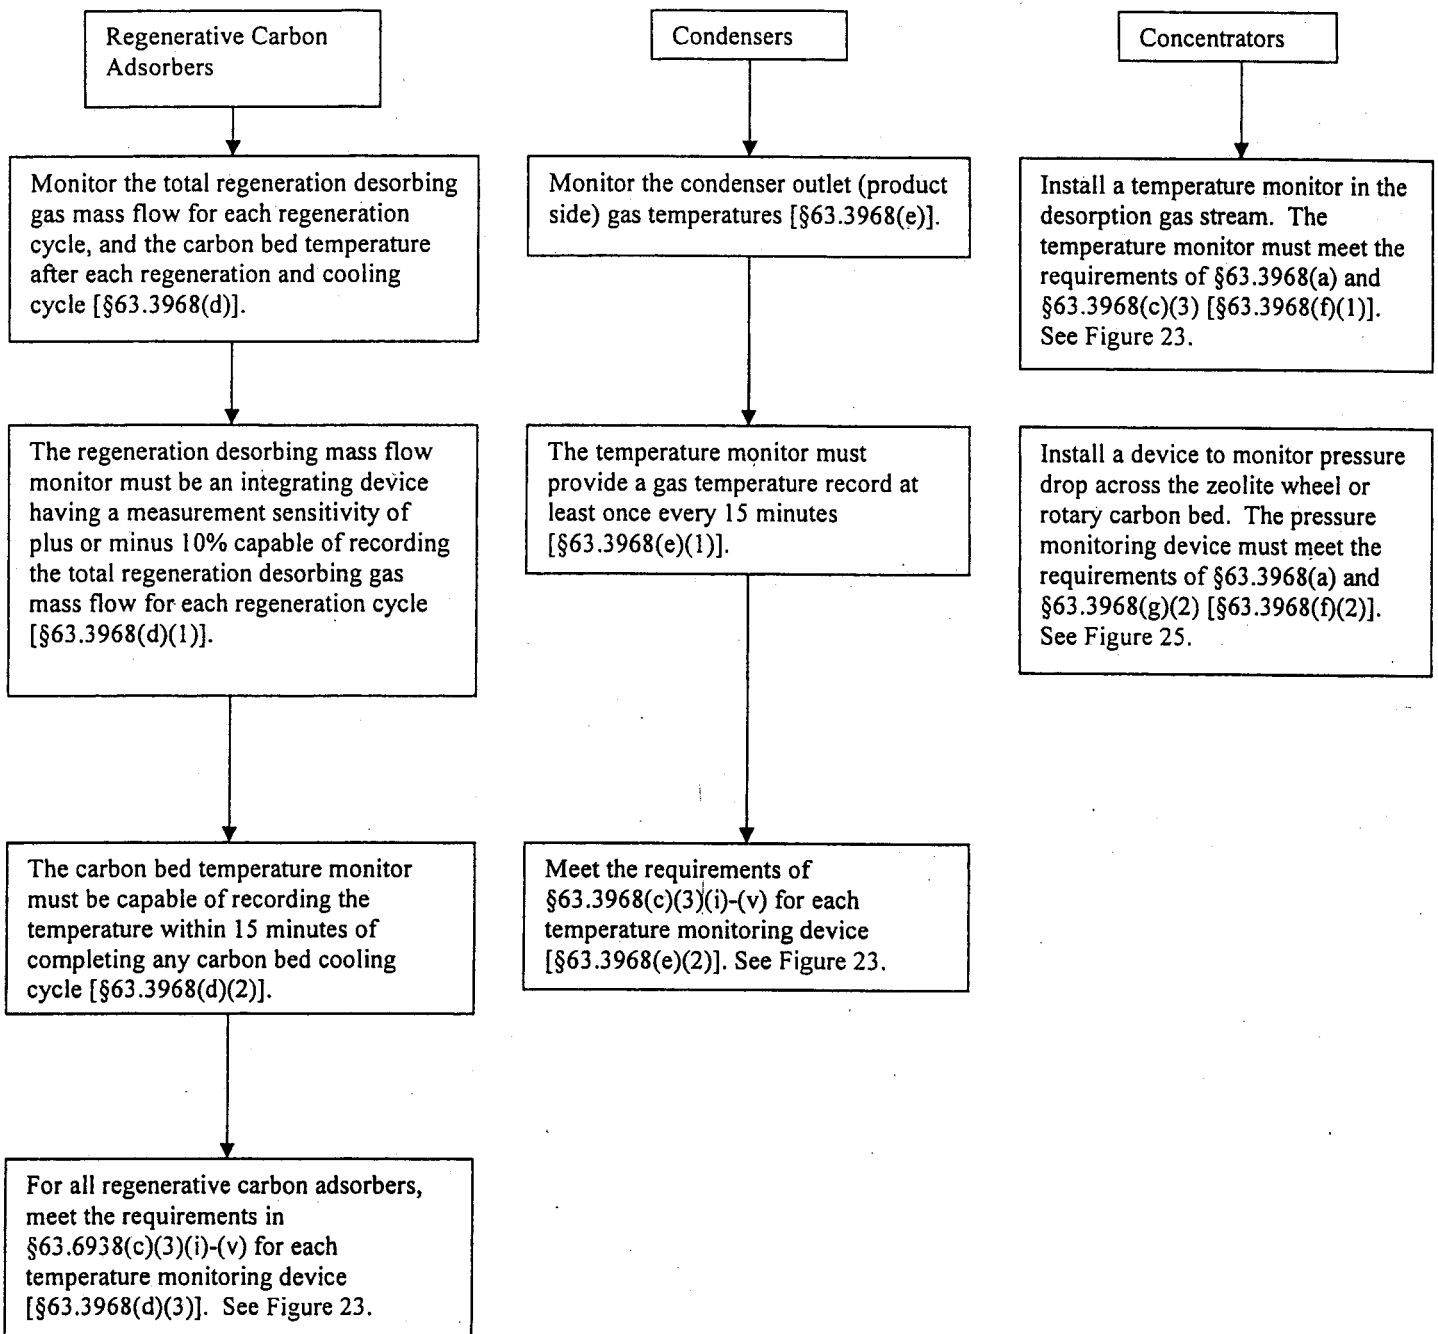 Regenerative Carbon
Adsorbers
Monitor the total regeneration desorbing
gas mass flow for each regeneration
cycle, and the carbon bed temperature
after each regeneration and cooling
cycle [§63.3968(d)].
The regeneration desorbing mass flow
monitor must be an integrating device
having a measurement sensitivity of
plus or minus 10% capable of recording
the total regeneration desorbing gas
mass flow for each regeneration cycle
[§63.3968(d)(1)].
The carbon bed temperature monitor
must be capable of recording the
temperature within 15 minutes of
completing any carbon bed cooling
cycle [§63.3968(d)(2)].
For all regenerative carbon adsorbers,
meet the requirements in
§63.6938(c)(3)(i)-(v) for each
temperature monitoring device
[§63.3968(d)(3)]. See Figure 23.
Condensers
Monitor the condenser outlet (product
side) gas temperatures [§63.3968(e)].
The temperature monitor must
provide a gas temperature record at
least once every 15 minutes
[§63.3968(e)(1)].
Meet the requirements of
§63.3968(c)(3)(i)-(v) for each
temperature monitoring device
[§63.3968(e)(2)]. See Figure 23.
Concentrators
Install a temperature monitor in the
desorption gas stream. The
temperature monitor must meet the
requirements of §63.3968(a) and
§63.3968(c)(3) [§63.3968(f)(1)].
See Figure 23.
Install a device to monitor pressure
drop across the zeolite wheel or
rotary carbon bed. The pressure
monitoring device must meet the
requirements of §63.3968(a) and
§63.3968(g)(2) [§63.3968(f)(2)].
See Figure 25.